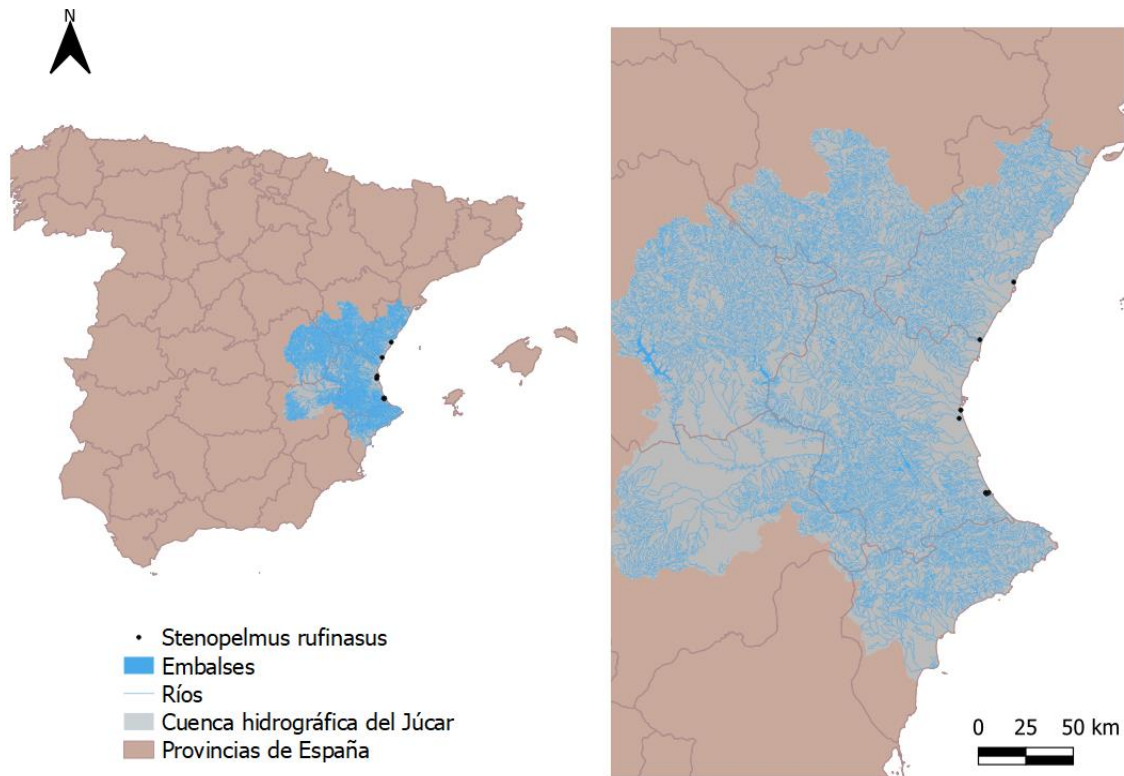 N
Stenopelmus rufinasus
Embalses
Ríos
Cuenca hidrográfica del Júcar
Provincias de España
0 25 50 km